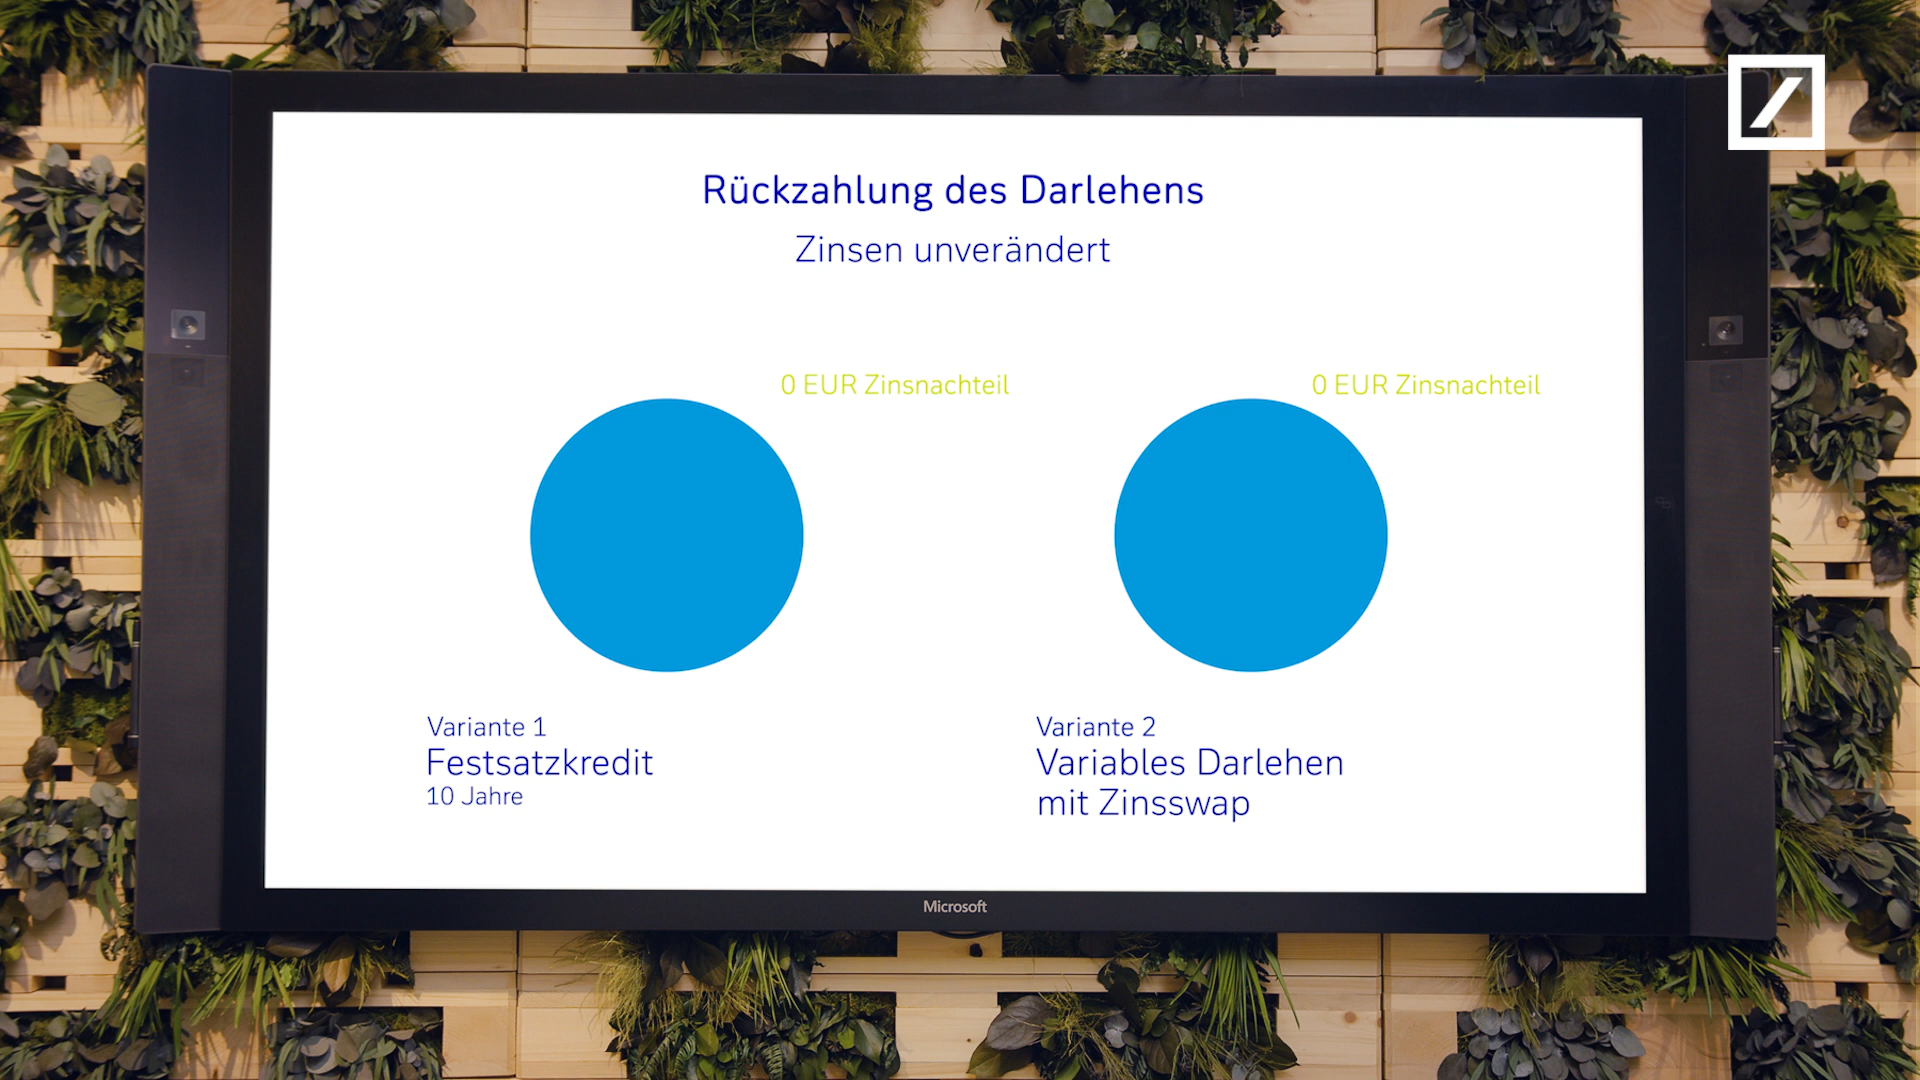 Rückzahlung des Darlehens
Zinsen unverändert
0 EUR Zinsnachteil
0 EUR Zinsnachteil
Variante 1
Festsatzkredit
10 Jahre
Variante 2
Variables Darlehen
mit Zinsswap
Microsoft